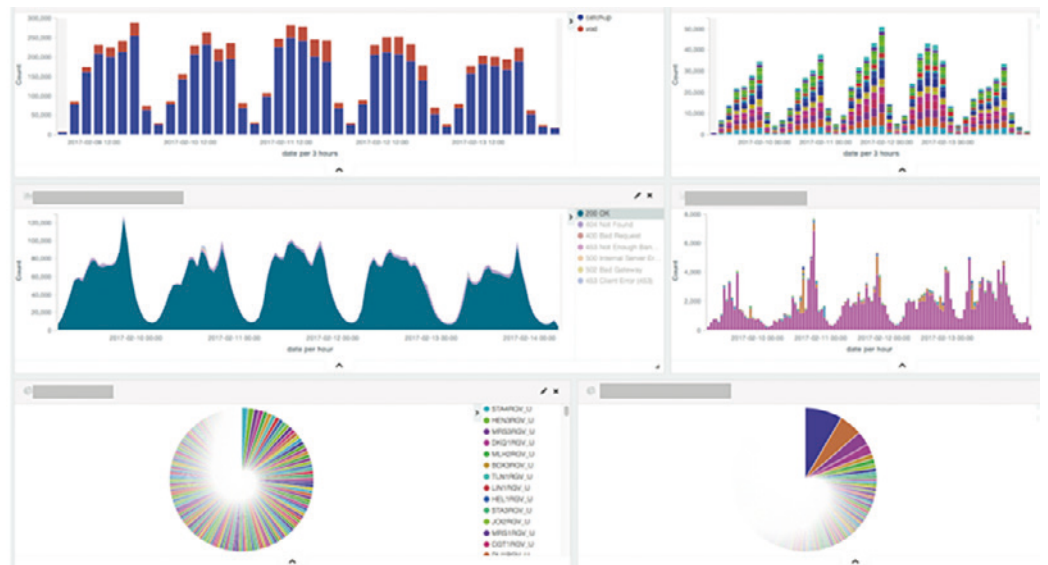 300,000
250,000
200,000
150,000
100,000
50,000
0
Count
2017-02-09 12:00
2017-02-10 12:00
2017-02-11 12:00
2017-02-12 12:00
2017-02-13 12:00
date per 3 hours
catchup
vod
50,000
40,000
30,000
20,000
10,000
0
Count
2017-02-10 00:00
2017-02-11 00:00
2017-02-12 00:00
2017-02-13 00:00
date per 3 hours
120,000
100,000
80,000
60,000
40,000
20,000
0
Count
2017-02-10 00:00
2017-02-11 00:00
2017-02-12 00:00
2017-02-13 00:00
2017-02-14 00:00
date per hour
200 OK
404 Not Found
400 Bad Request
453 Not Enough Ban...
500 Internal Server Er...
502 Bad Gateway
453 Client Error (453)
8,000
6,000
4,000
2,000
0
Count
2017-02-10 00:00
2017-02-11 00:00
2017-02-12 00:00
2017-02-13 00:00
date per hour
STA4RGV_U
HEN3RGV_U
MRS3RGV_U
DKQ1RGV_U
MLH2RGV_U
BOX3RGV_U
TUN1RGV_U
LIN1RGV_U
HEL1RGV_U
STA3RGV_U
JOI2RGV_U
MRS1RGV_U